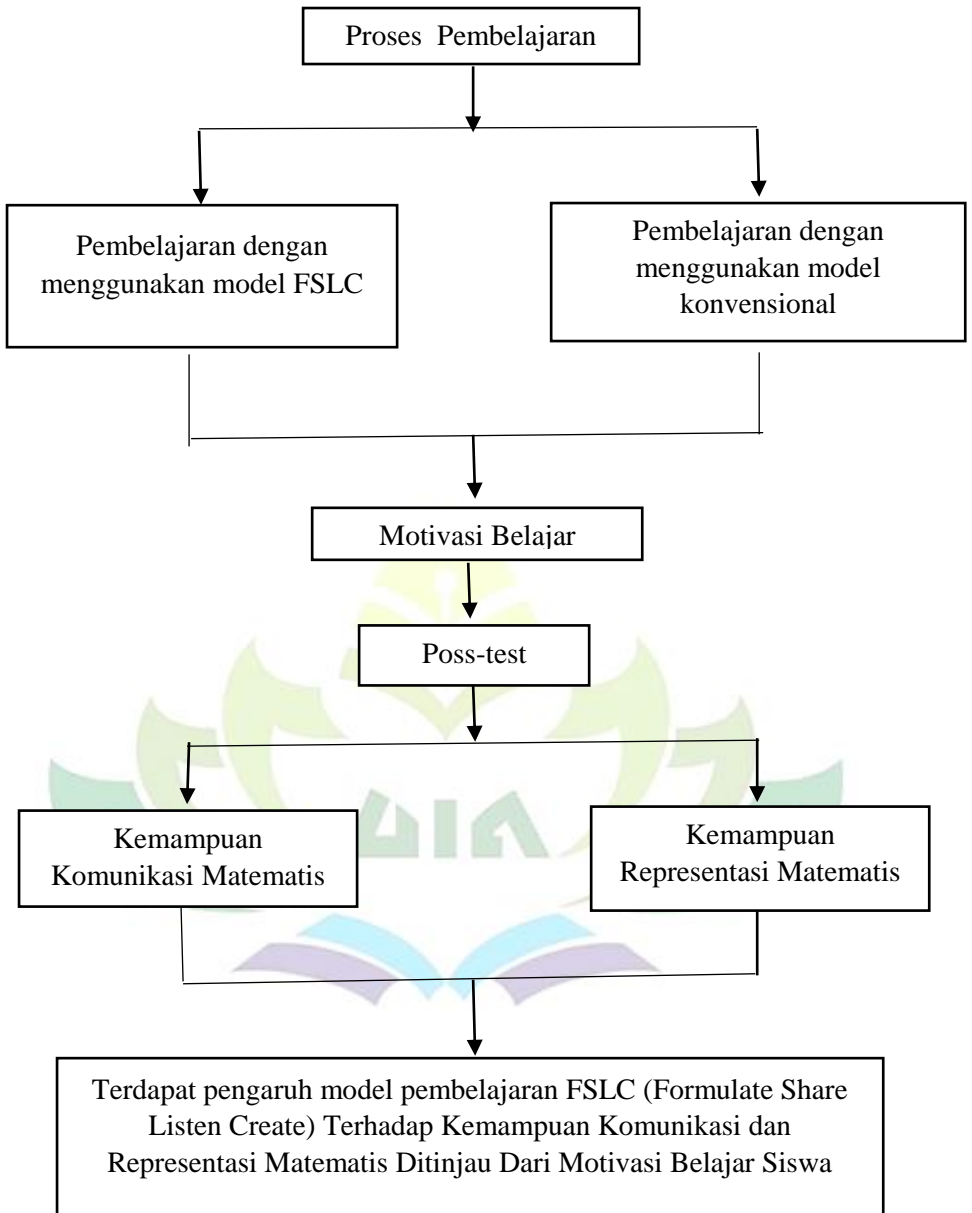 Proses Pembelajaran
Pembelajaran dengan
menggunakan model FSLC
Pembelajaran dengan
menggunakan model
konvensional
Motivasi Belajar
Poss-test
Kemampuan
Komunikasi Matematis
Kemampuan
Representasi Matematis
UIN
Terdapat pengaruh model pembelajaran FSLC (Formulate Share
Listen Create) Terhadap Kemampuan Komunikasi dan
Representasi Matematis Ditinjau Dari Motivasi Belajar Siswa